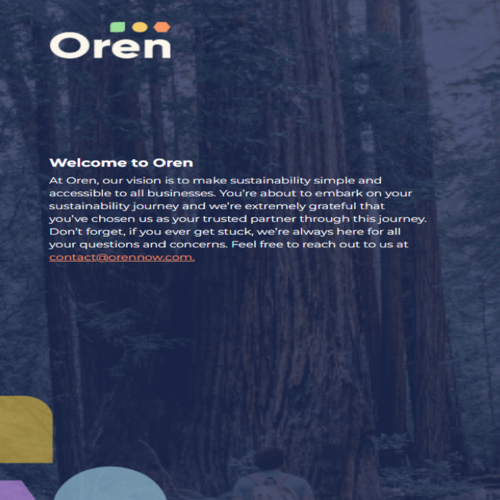 Oren
Welcome to Oren
At Oren, our vision is to make sustainability simple and
accessible to all businesses. You're about to embark on your
sustainability journey and we're extremely grateful that
you've chosen us as your trusted partner through this journey.
Don't forget, if you ever get stuck, we're always here for all
your questions and concerns. Feel free to reach out to us at
contact@orennow.com.